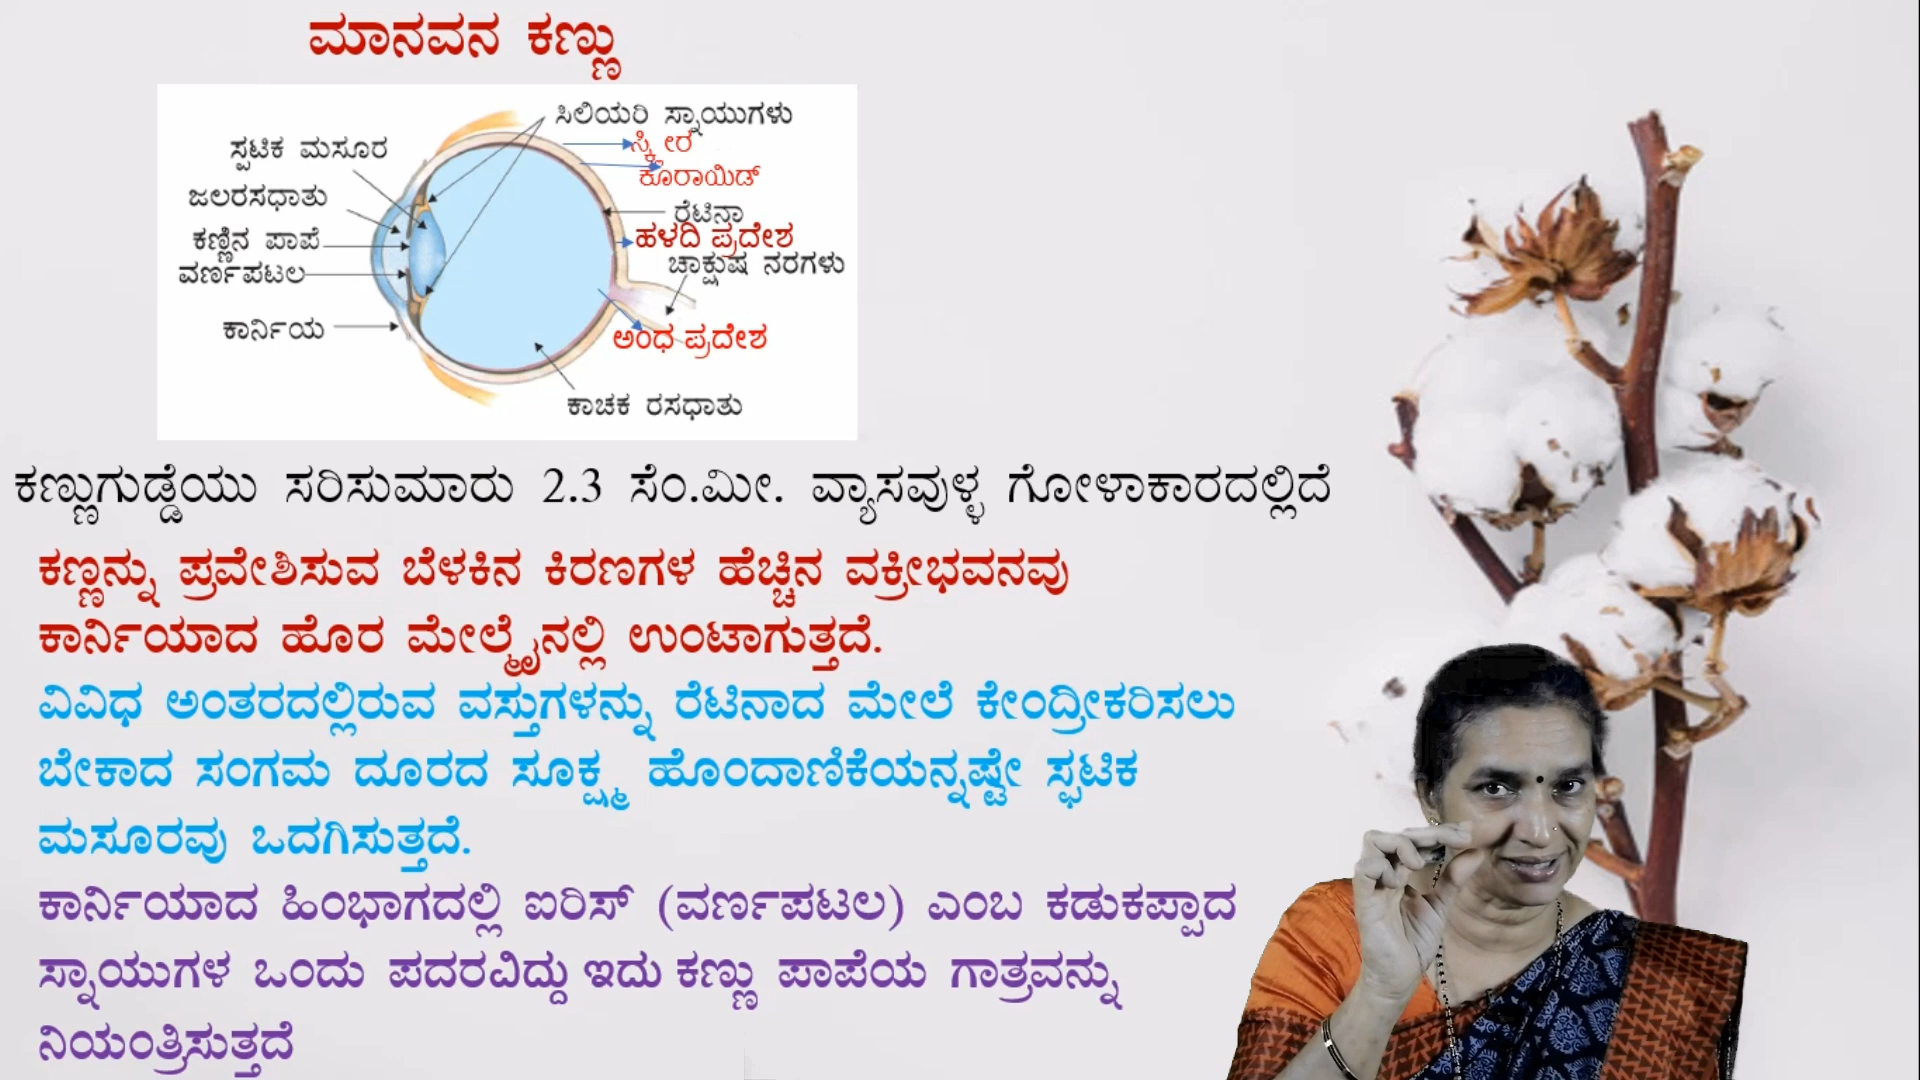 ಮಾನವನ ಕಣ್ಣು
ಸಿಲಿಯರಿ ಸ್ನಾಯುಗಳು
ಸ್ಕ್ಲೀರ
ಸ್ಪಟಿಕ ಮಸೂರ
ಕೊರಾಯಿಡ್
ಜಲರಸಧಾತು
ರೆಟಿನಾ
ಕಣ್ಣಿನ ಪಾಪೆ
ಹಳದಿ ಪ್ರದೇಶ
ವರ್ಣಪಟಲ
ಚಾಕ್ಷುಷ ನರಗಳು
ಕಾರ್ನಿಯ
ಅಂಧ ಪ್ರದೇಶ
ಕಾಚಕ ರಸಧಾತು
ಕಣ್ಣುಗುಡ್ಡೆಯು ಸರಿಸುಮಾರು 2.3 ಸೆಂ.ಮೀ. ವ್ಯಾಸವುಳ್ಳ ಗೋಳಾಕಾರದಲ್ಲಿದೆ
ಕಣ್ಣನ್ನು ಪ್ರವೇಶಿಸುವ ಬೆಳಕಿನ ಕಿರಣಗಳ ಹೆಚ್ಚಿನ ವಕ್ರೀಭವನವು
ಕಾರ್ನಿಯಾದ ಹೊರ ಮೇಲ್ಮೈನಲ್ಲಿ ಉಂಟಾಗುತ್ತದೆ.
ವಿವಿಧ ಅಂತರದಲ್ಲಿರುವ ವಸ್ತುಗಳನ್ನು ರೆಟಿನಾದ ಮೇಲೆ ಕೇಂದ್ರೀಕರಿಸಲು
ಬೇಕಾದ ಸಂಗಮ ದೂರದ ಸೂಕ್ಷ್ಮ ಹೊಂದಾಣಿಕೆಯನ್ನಷ್ಟೇ ಸ್ಫಟಿಕ
ಮಸೂರವು ಒದಗಿಸುತ್ತದೆ.
ಕಾರ್ನಿಯಾದ ಹಿಂಭಾಗದಲ್ಲಿ ಐರಿಸ್ (ವರ್ಣಪಟಲ) ಎಂಬ ಕಡುಕಪ್ಪಾದ
ಸ್ನಾಯುಗಳ ಒಂದು ಪದರವಿದ್ದು ಇದು ಕಣ್ಣು ಪಾಪೆಯ ಗಾತ್ರವನ್ನು
ನಿಯಂತ್ರಿಸುತ್ತದೆ